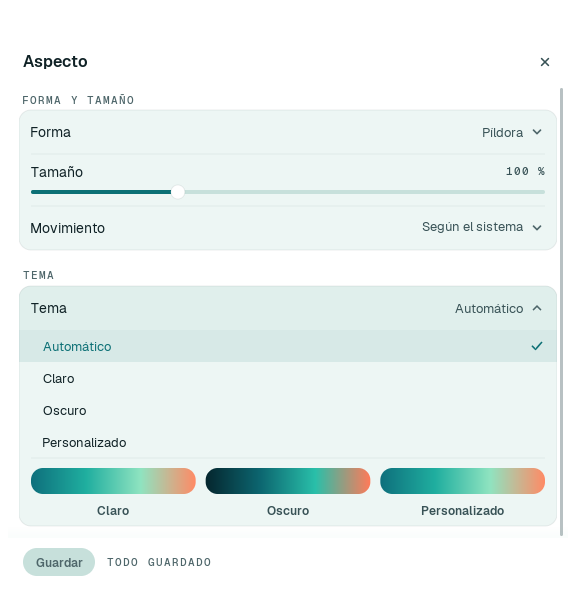 Aspecto
FORMA Y TAMAÑO
Forma
Píldora
Tamaño
100 %
Movimiento
Según el sistema
TEMA
Tema
Automático
Automático
Claro
Oscuro
Personalizado
Claro
Oscuro
Personalizado
Guardar
TODO GUARDADO